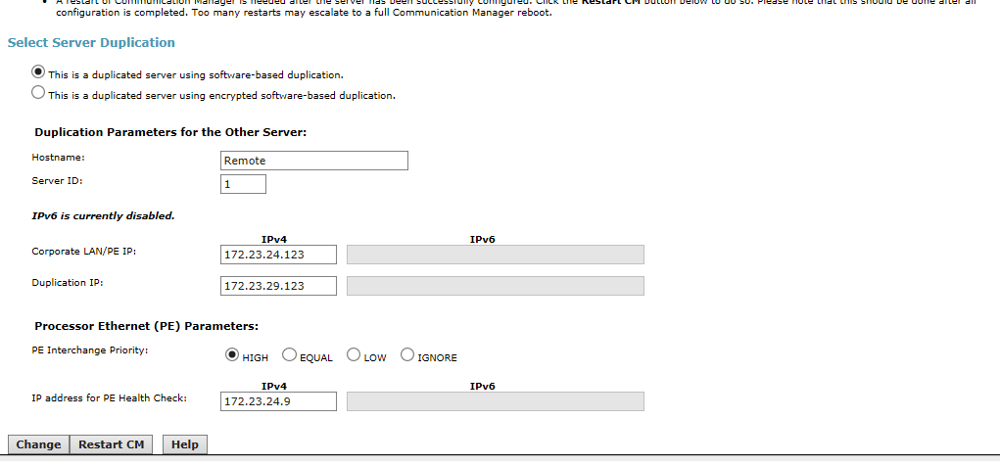 A restart of Communication Manager is needed after the server has been successfully configured. Click the Restart CM button below to do so. Please note that this should be done after all
configuration is completed. Too many restarts may escalate to a full Communication Manager reboot.
Select Server Duplication
This is a duplicated server using software-based duplication.
This is a duplicated server using encrypted software-based duplication.
Duplication Parameters for the Other Server:
Hostname: Remote
Server ID: 1
IPv6 is currently disabled.
IPv4 IPv6
Corporate LAN/PE IP: 172.23.24.123
Duplication IP: 172.23.29.123
Processor Ethernet (PE) Parameters:
PE Interchange Priority: HIGH EQUAL LOW IGNORE
IPv4 IPv6
IP address for PE Health Check: 172.23.24.9
Change Restart CM Help